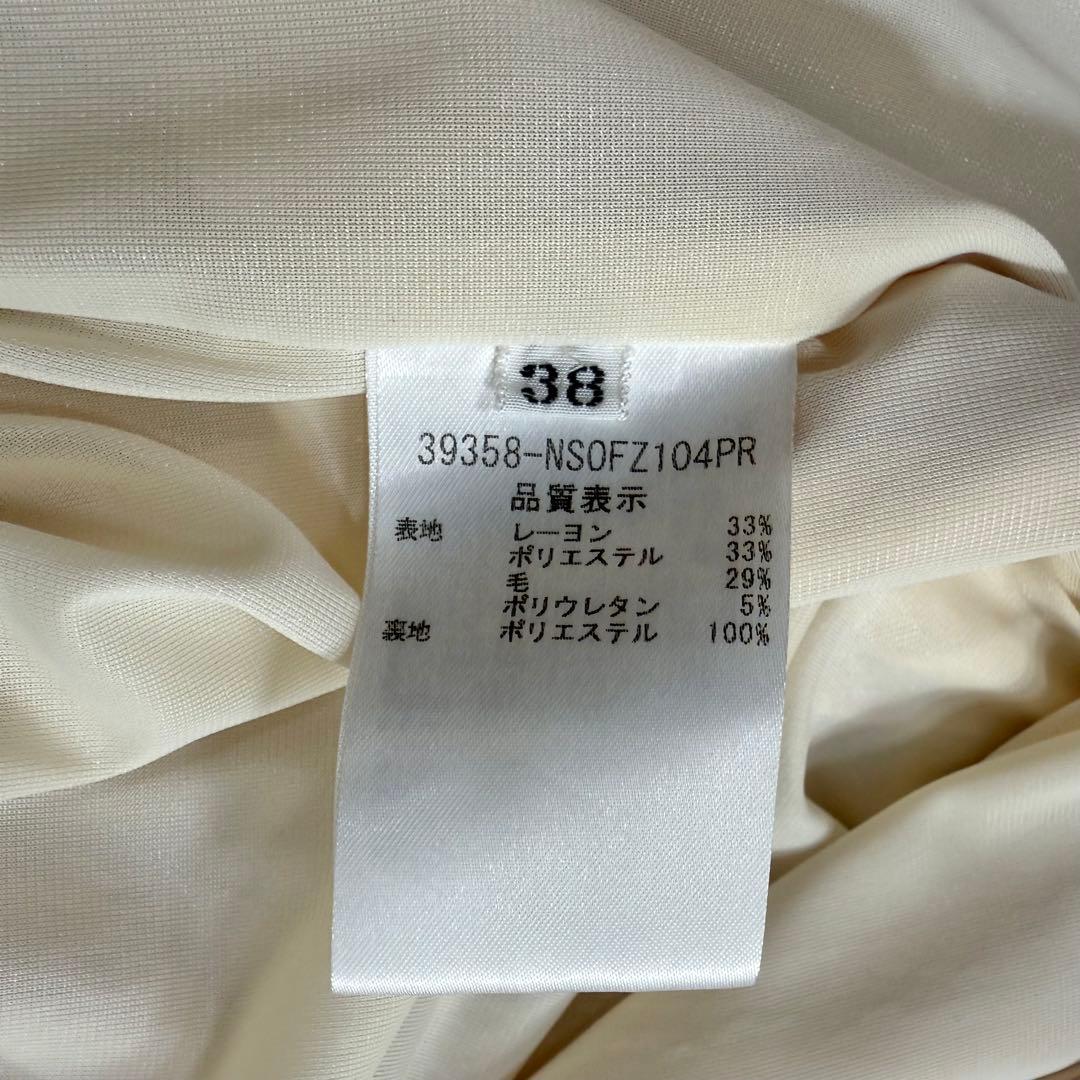 38
39358-NSOFZ104PR
品質表示
表地 レーヨン 33%
ポリエステル 33%
毛 29%
ポリウレタン 5%
裏地 ポリエステル 100%